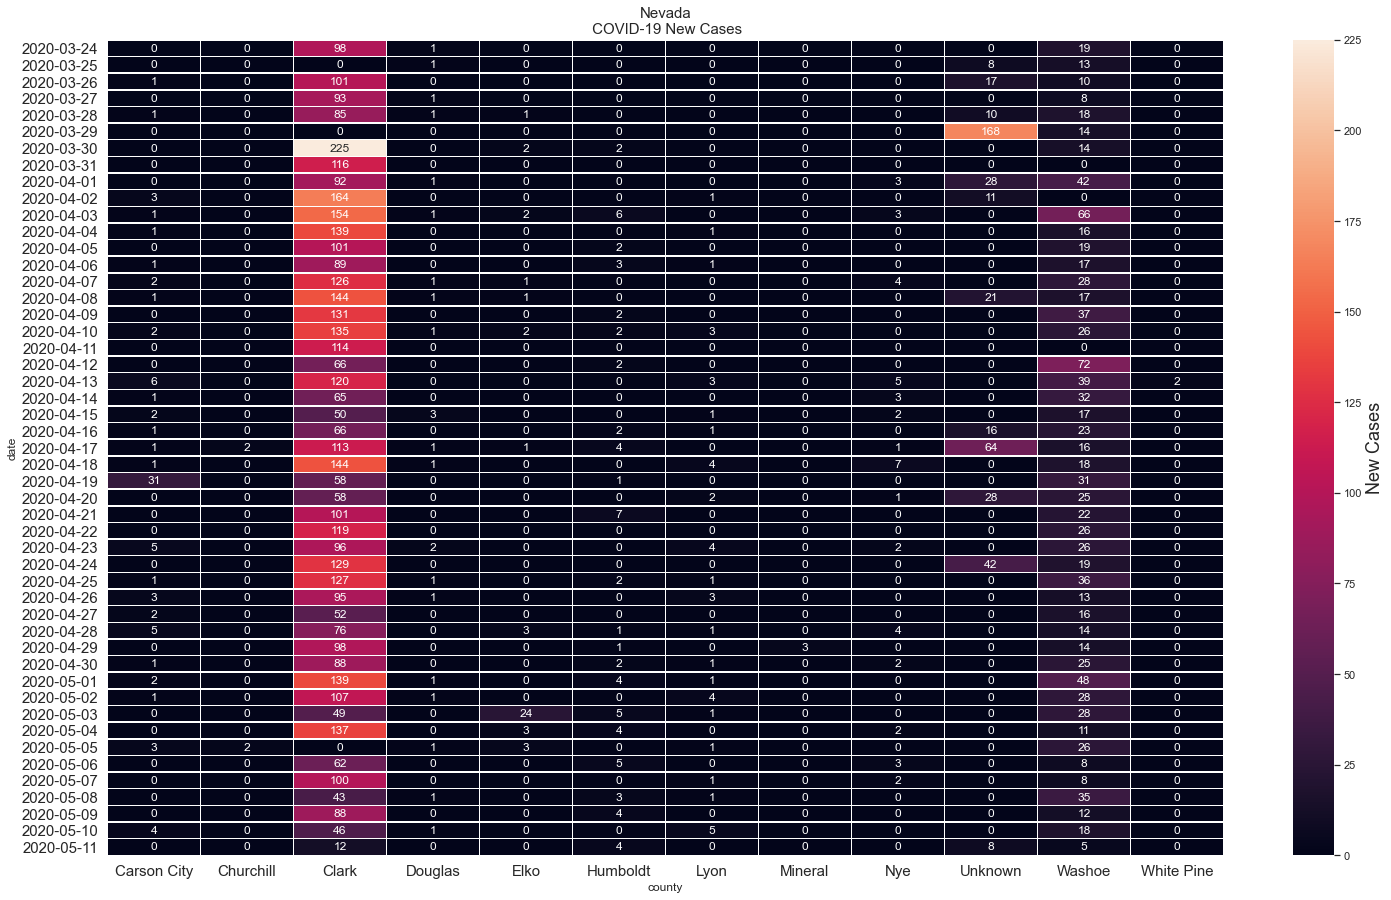 Nevada
COVID-19 New Cases
2020-03-24 0 0 98 1 0 0 0 0 0 0 19 0
2020-03-25 0 0 0 1 0 0 0 0 0 8 13 0
2020-03-26 1 0 101 0 0 0 0 0 0 17 10 0
2020-03-27 0 0 93 1 0 0 0 0 0 0 8 0
2020-03-28 1 0 85 1 1 0 0 0 0 10 18 0
2020-03-29 0 0 0 0 0 0 0 0 0 168 14 0
2020-03-30 0 0 225 0 2 2 0 0 0 0 14 0
2020-03-31 0 0 116 0 0 0 0 0 0 0 0 0
2020-04-01 0 0 92 1 0 0 0 0 3 28 42 0
2020-04-02 3 0 164 0 0 0 1 0 0 11 0 0
2020-04-03 1 0 154 1 2 6 0 0 3 0 66 0
2020-04-04 1 0 139 0 0 0 1 0 0 0 16 0
2020-04-05 0 0 101 0 0 2 0 0 0 0 19 0
2020-04-06 1 0 89 0 0 3 1 0 0 0 17 0
2020-04-07 2 0 126 1 1 0 0 0 4 0 28 0
2020-04-08 1 0 144 1 1 0 0 0 0 21 17 0
2020-04-09 0 0 131 0 0 2 0 0 0 0 37 0
2020-04-10 2 0 135 1 2 2 3 0 0 0 26 0
2020-04-11 0 0 114 0 0 0 0 0 0 0 0 0
2020-04-12 0 0 66 0 0 2 0 0 0 0 72 0
2020-04-13 6 0 120 0 0 0 3 0 5 0 39 2
2020-04-14 1 0 65 0 0 0 0 0 3 0 32 0
2020-04-15 2 0 50 3 0 0 1 0 2 0 17 0
2020-04-16 1 0 66 0 0 2 1 0 0 16 23 0
2020-04-17 1 2 113 1 1 4 0 0 1 64 16 0
2020-04-18 1 0 144 1 0 0 4 0 7 0 18 0
2020-04-19 31 0 58 0 0 1 0 0 0 0 31 0
2020-04-20 0 0 58 0 0 0 2 0 1 28 25 0
2020-04-21 0 0 101 0 0 7 0 0 0 0 22 0
2020-04-22 0 0 119 0 0 0 0 0 0 0 26 0
2020-04-23 5 0 96 2 0 0 4 0 2 0 26 0
2020-04-24 0 0 129 0 0 0 0 0 0 42 19 0
2020-04-25 1 0 127 1 0 2 1 0 0 0 36 0
2020-04-26 3 0 95 1 0 0 3 0 0 0 13 0
2020-04-27 2 0 52 0 0 0 0 0 0 0 16 0
2020-04-28 5 0 76 0 3 1 1 0 4 0 14 0
2020-04-29 0 0 98 0 0 1 0 3 0 0 14 0
2020-04-30 1 0 88 0 0 2 1 0 2 0 25 0
2020-05-01 2 0 139 1 0 4 1 0 0 0 48 0
2020-05-02 1 0 107 1 0 0 4 0 0 0 28 0
2020-05-03 0 0 49 0 24 5 1 0 0 0 28 0
2020-05-04 0 0 137 0 3 4 0 0 2 0 11 0
2020-05-05 3 2 0 1 3 0 1 0 0 0 26 0
2020-05-06 0 0 62 0 0 5 0 0 3 0 8 0
2020-05-07 0 0 100 0 0 0 1 0 2 0 8 0
2020-05-08 0 0 43 1 0 3 1 0 0 0 35 0
2020-05-09 0 0 88 0 0 4 0 0 0 0 12 0
2020-05-10 4 0 46 1 0 0 5 0 0 0 18 0
2020-05-11 0 0 12 0 0 4 0 0 0 8 5 0
Carson City Churchill Clark Douglas Elko Humboldt Lyon Mineral Nye Unknown Washoe White Pine
county
date
225
200
175
150
125
100
75
50
25
0
New Cases